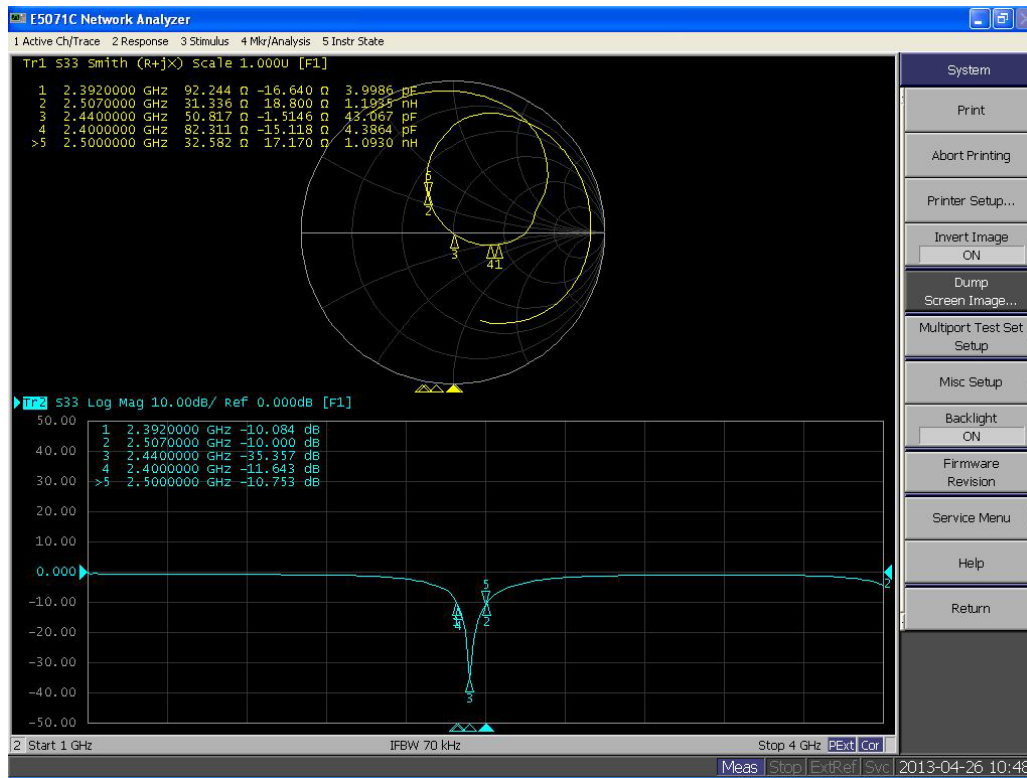 E5071C Network Analyzer
1 Active Ch/Trace 2 Response 3 Stimulus 4 Mkr/Analysis 5 Instr State
Tr1 S33 Smith (R+jX) Scale 1.000U [F1]
1 2.3920000 GHz 92.244 Ω -16.640 Ω 3.9986 pF
2 2.5070000 GHz 31.336 Ω 18.800 Ω 1.1935 nH
3 2.4400000 GHz 50.817 Ω -1.5146 Ω 43.067 pF
4 2.4000000 GHz 82.311 Ω -15.118 Ω 4.3864 pF
>5 2.5000000 GHz 32.582 Ω 17.170 Ω 1.0930 nH
5
2
3
41
Tr2 S33 Log Mag 10.00dB/ Ref 0.000dB [F1]
50.00
1 2.3920000 GHz -10.084 dB
2 2.5070000 GHz -10.000 dB
40.00
3 2.4400000 GHz -35.357 dB
4 2.4000000 GHz -11.643 dB
30.00
>5 2.5000000 GHz -10.753 dB
20.00
10.00
0.000
5
2
-10.00
4
2
-20.00
-30.00
-40.00
3
-50.00
2 Start 1 GHz
IFBW 70 kHz
Stop 4 GHz PExt Cor
System
Print
Abort Printing
Printer Setup...
Invert Image
ON
Dump
Screen Image...
Multiport Test Set
Setup
Misc Setup
Backlight
ON
Firmware
Revision
Service Menu
Help
Return
Meas Stop ExtRef Svc 2013-04-26 10:48